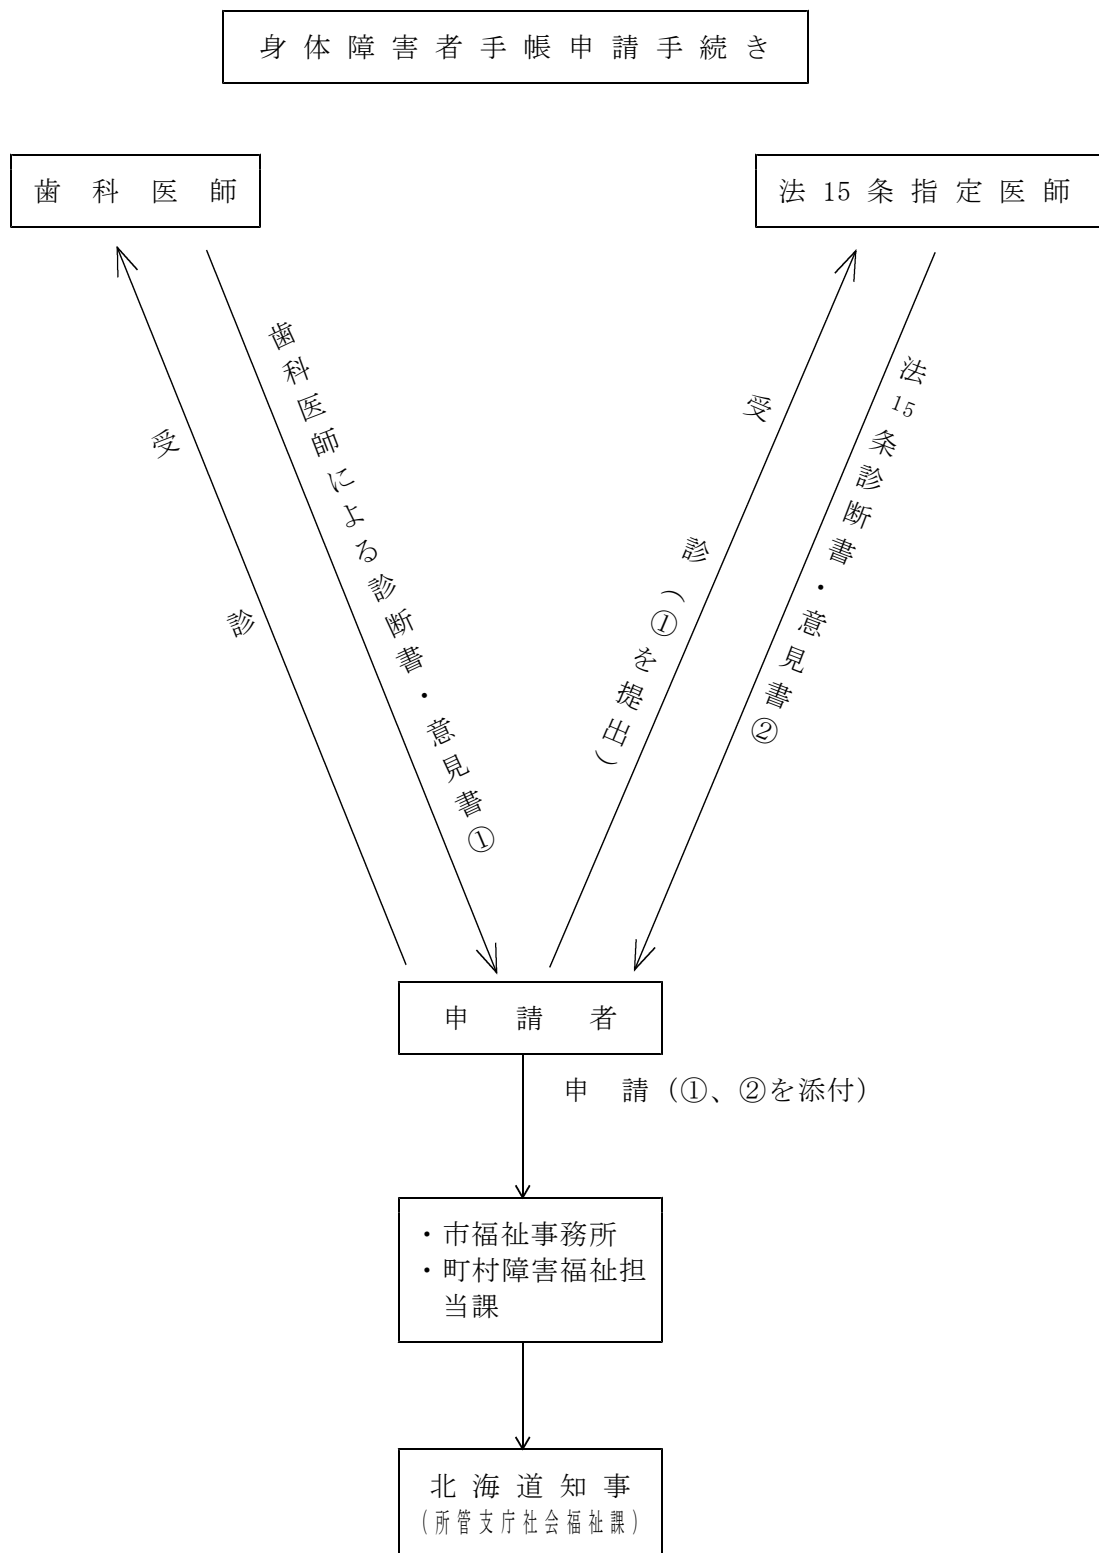 身体障害者手帳申請手続き
歯科医師
法15条指定医師
受診
歯科医師による診断書・意見書①
受診(①を提出)
法15条診断書・意見書②
申請者
申 請(①、②を添付)
・市福祉事務所
・町村障害福祉担
当課
北海道知事
(所管支庁社会福祉課)